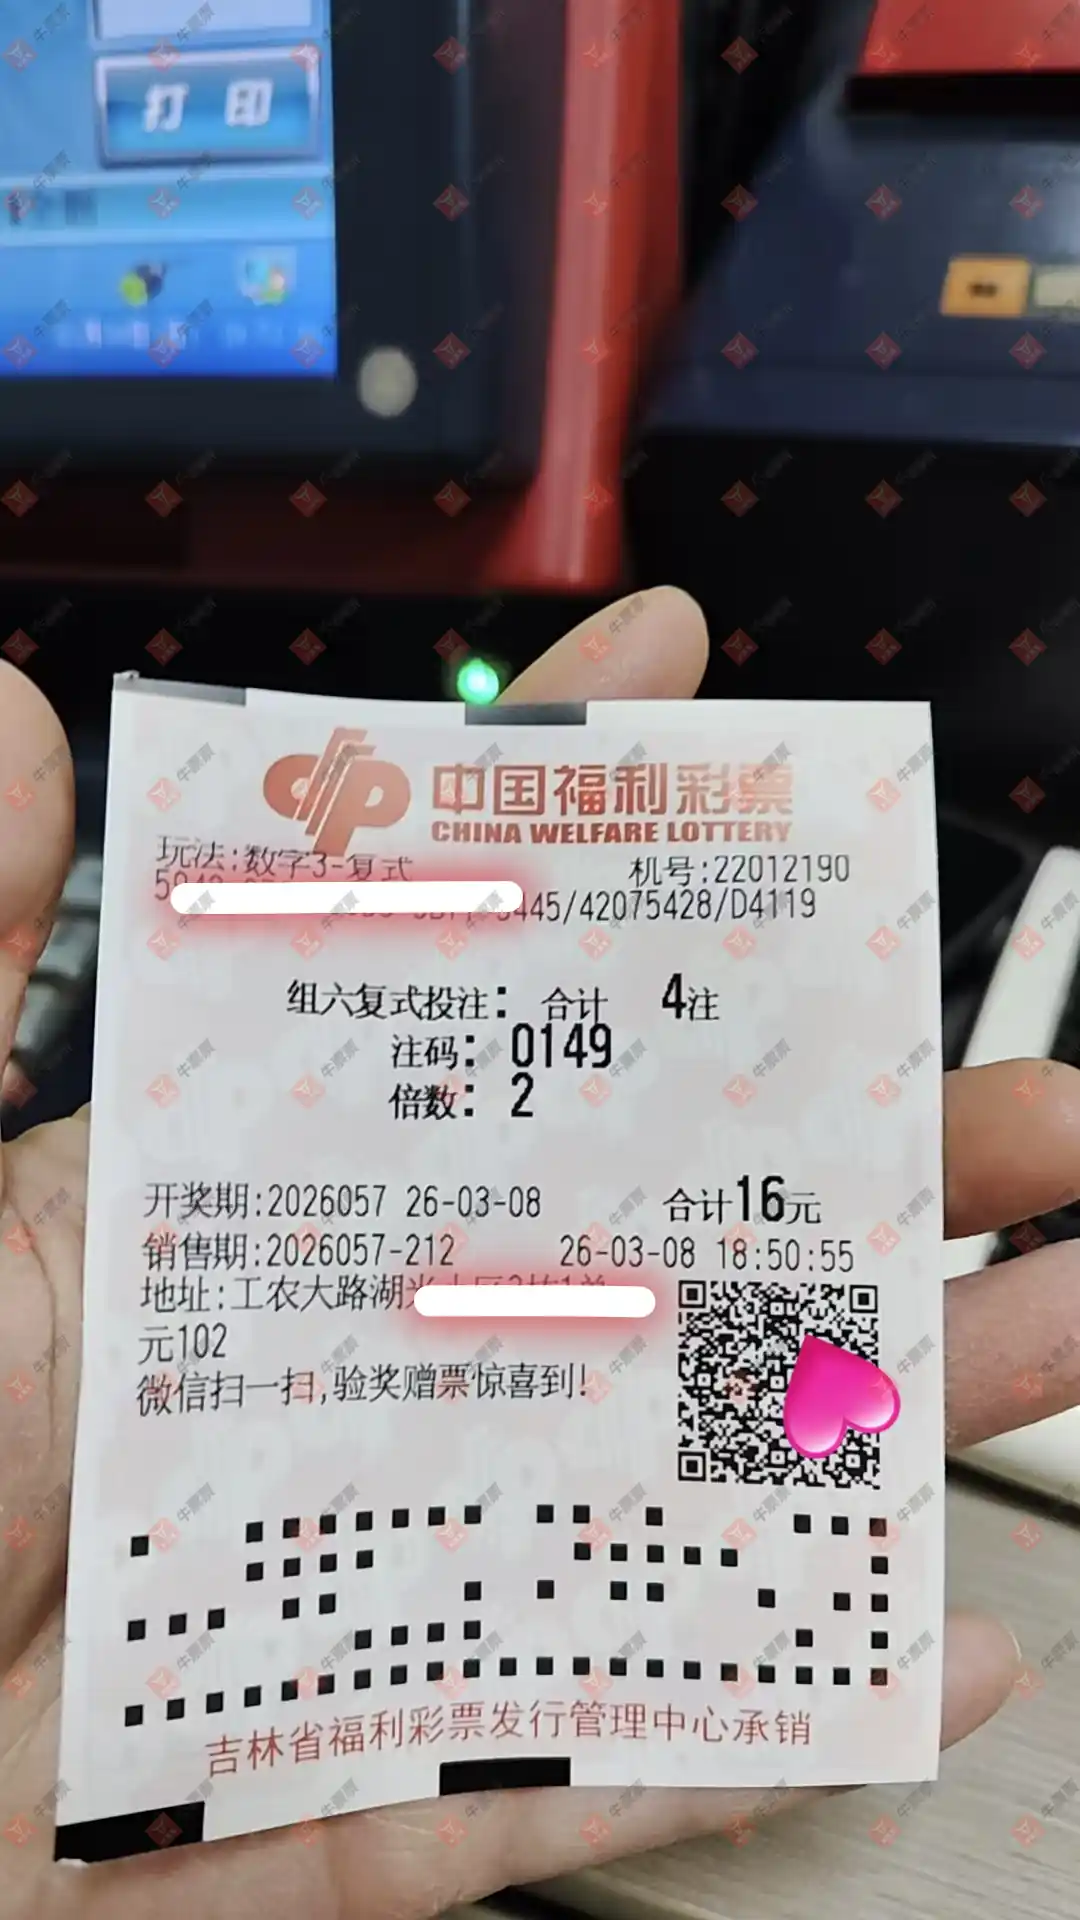 打 印
中国福利彩票
CHINA WELFARE LOTTERY
玩法:数字3-复式
机号:22012190
445/42075428/D4119
组六复式投注: 合计 4注
注码: 0149
倍数: 2
开奖期:2026057 26-03-08 合计16元
销售期:2026057-212 26-03-08 18:50:55
地址:工农大路湖
元102
微信扫一扫,验奖赠票惊喜到!
吉林省福利彩票发行管理中心承销
牛票票